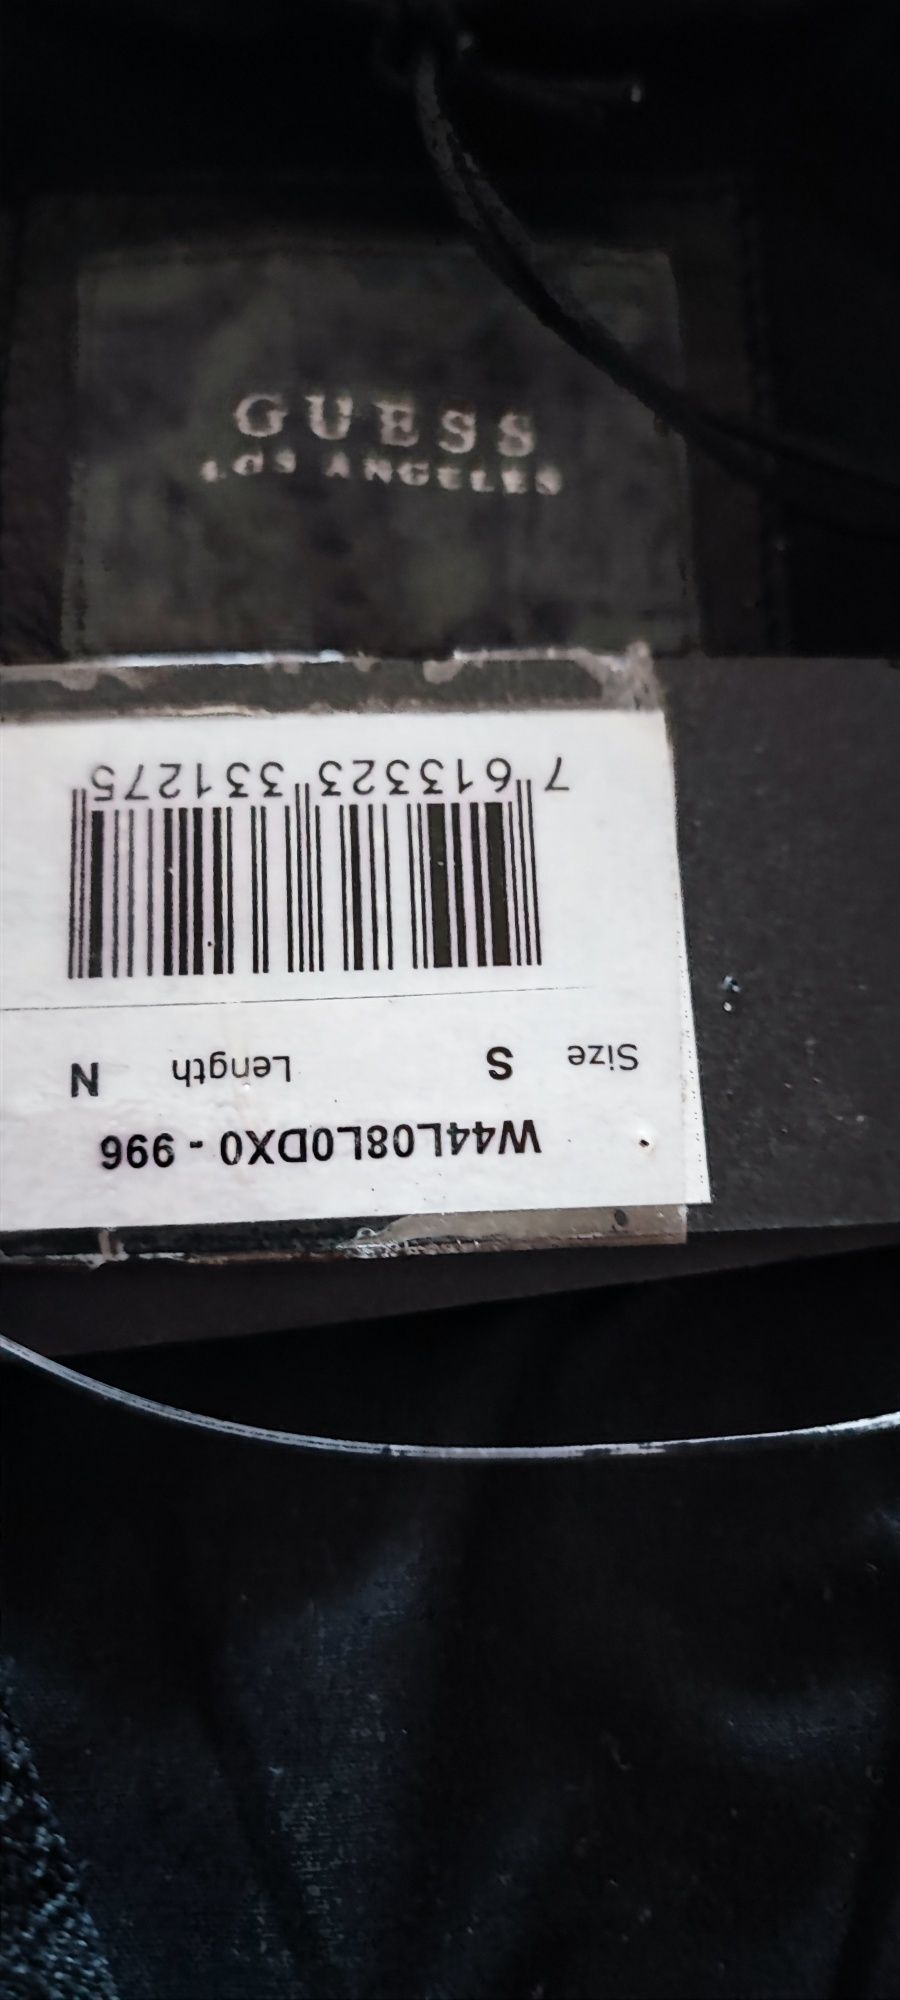 GUESS
LOS ANGELES
W44L08L0DX0 - 996
Size S Length N
7 613323 331275